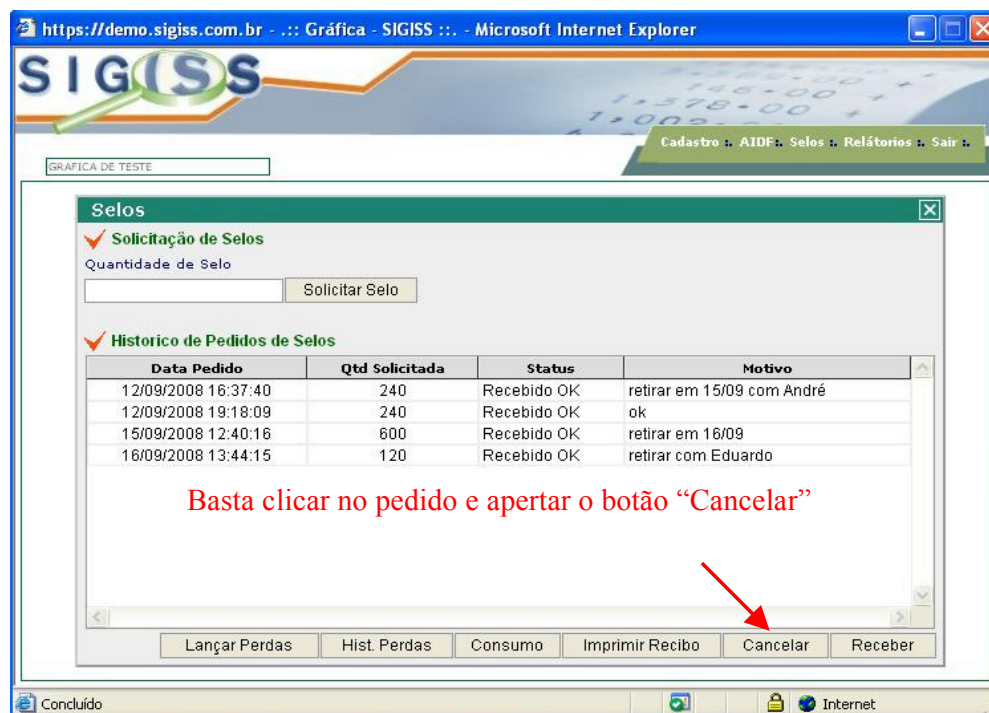 https://demo.sigiss.com.br - .:: Gráfica - SIGISS ::. - Microsoft Internet Explorer
SIGISS
Cadastro :. AIDF:. Selos :. Relátorios :. Sair :.
GRAFICA DE TESTE
Selos
Solicitação de Selos
Quantidade de Selo
Solicitar Selo
Historico de Pedidos de Selos
Data Pedido Qtd Solicitada Status Motivo
12/09/2008 16:37:40 240 Recebido OK retirar em 15/09 com André
12/09/2008 19:18:09 240 Recebido OK ok
15/09/2008 12:40:16 600 Recebido OK retirar em 16/09
16/09/2008 13:44:15 120 Recebido OK retirar com Eduardo
Basta clicar no pedido e apertar o botão “Cancelar”
Lançar Perdas Hist. Perdas Consumo Imprimir Recibo Cancelar Receber
Concluído Internet